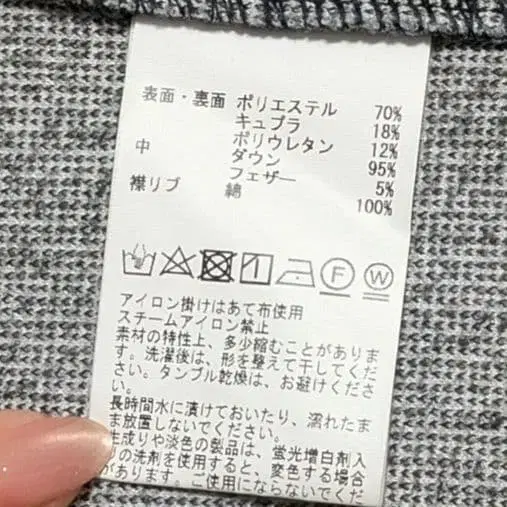 表面・裏面 ポリエステル 70%
キュプラ 18%
ポリウレタン 12%
中 ダウン 95%
フェザー 5%
襟リブ 綿 100%
F W
アイロン掛けはあて布使用
スチームアイロン禁止
素材の特性上、多少縮むことがありま
す。洗濯後は、形を整えて干してくだ
さい。タンブル乾燥は、お避けくださ
い。
長時間水に漬けておいたり、濡れたま
ま放置しないでください。
生成りや淡色の製品は、蛍光増白剤入
りの洗剤を使用すると、変色する場合
があります。ご使用にならないでくだ